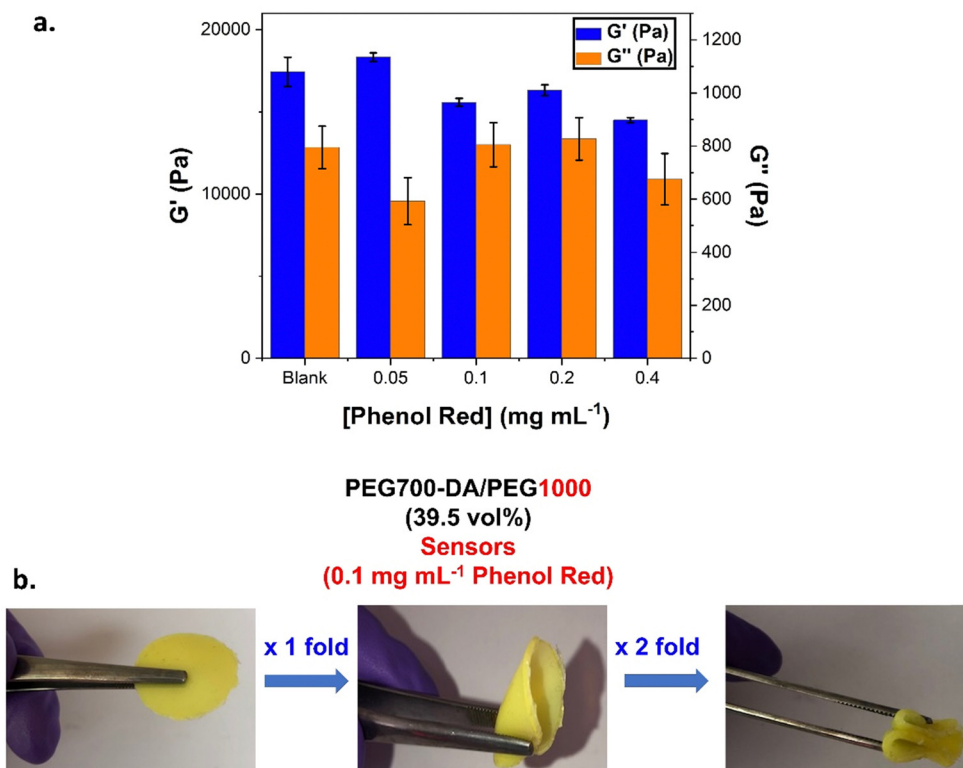 a.
G' (Pa)
G'' (Pa)
20000
10000
0
G' (Pa)
1200
1000
800
600
400
200
0
G'' (Pa)
Blank 0.05 0.1 0.2 0.4
[Phenol Red] (mg mL⁻¹)
PEG700-DA/PEG1000
(39.5 vol%)
Sensors
(0.1 mg mL⁻¹ Phenol Red)
b.
x 1 fold
x 2 fold